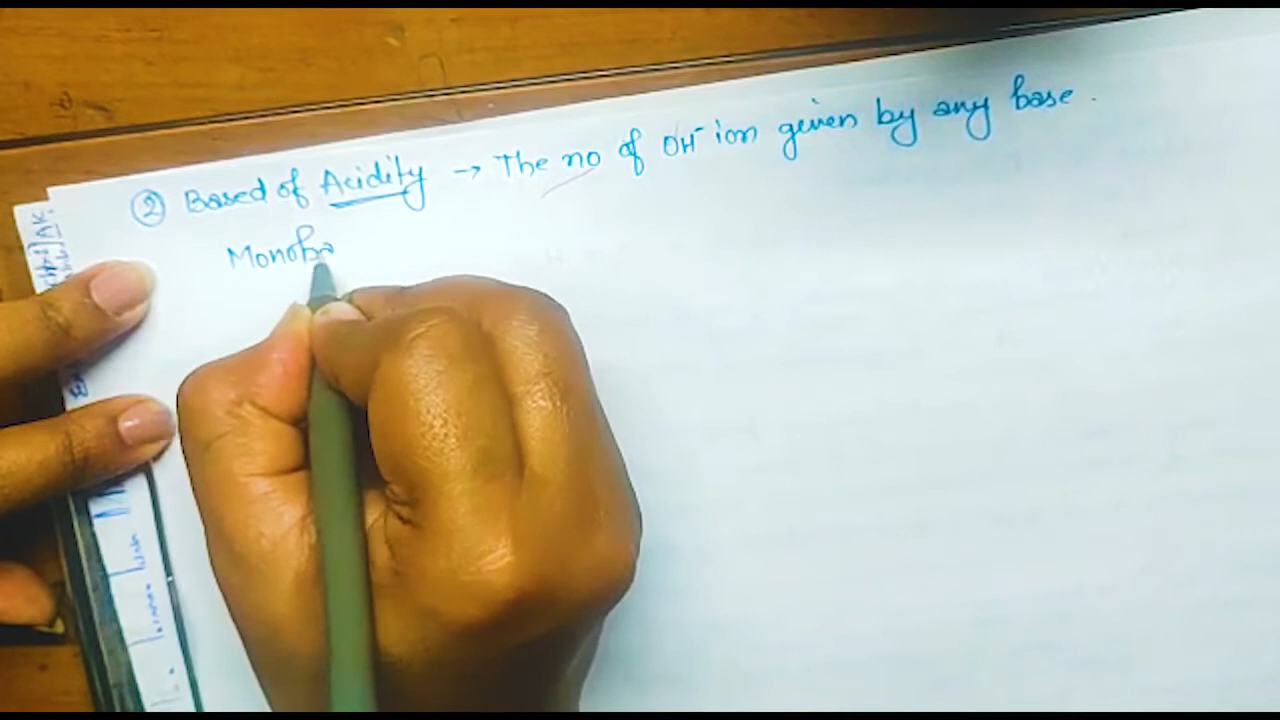 ② Based of Acidity → The no of OH⁻ ion given by any base.
Monoba